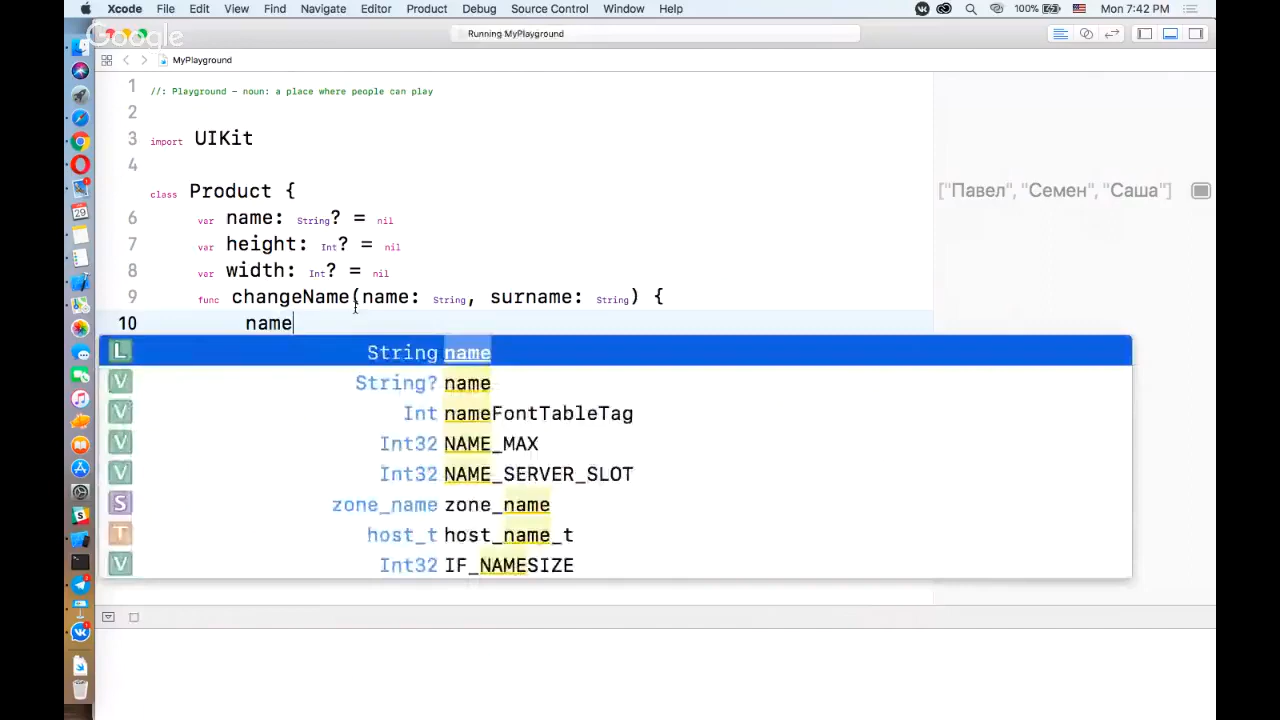 Xcode File Edit View Find Navigate Editor Product Debug Source Control Window Help 100% Mon 7:42 PM
Google
Running MyPlayground
MyPlayground
1 //: Playground - noun: a place where people can play
2
3 import UIKit
4
class Product {
["Павел", "Семен", "Саша"]
6 var name: String? = nil
7 var height: Int? = nil
8 var width: Int? = nil
9 func changeName(name: String, surname: String) {
10 name
L String name
V String? name
V Int nameFontTableTag
V Int32 NAME_MAX
V Int32 NAME_SERVER_SLOT
S zone_name zone_name
T host_t host_name_t
V Int32 IF_NAMESIZE